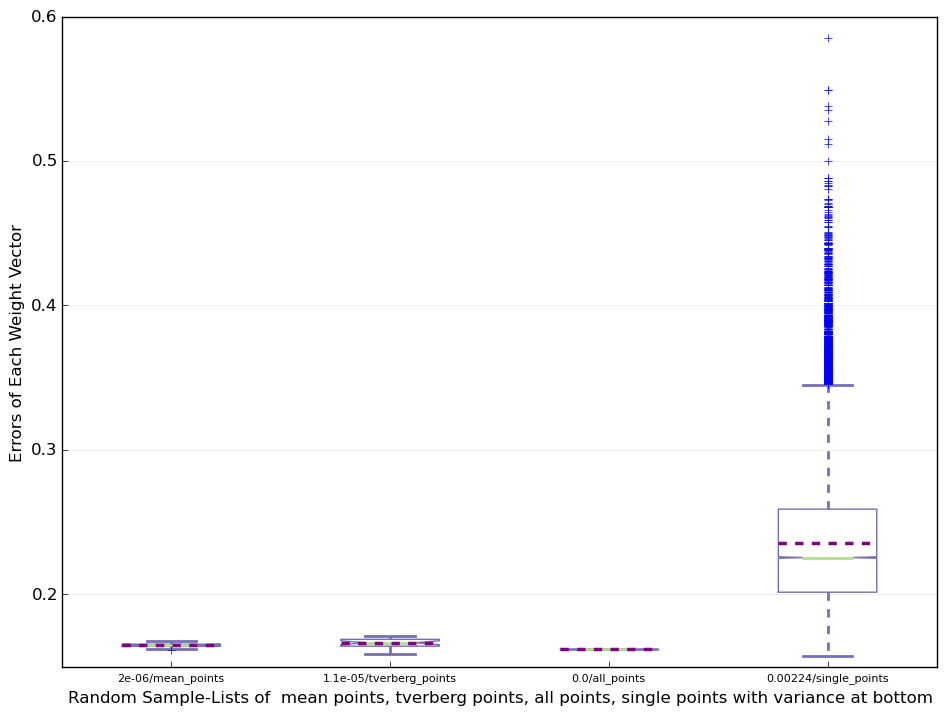 0.6
0.5
0.4
0.3
0.2
Errors of Each Weight Vector
2e-06/mean_points
1.1e-05/tverberg_points
0.0/all_points
0.00224/single_points
Random Sample-Lists of  mean points, tverberg points, all points, single points with variance at bottom